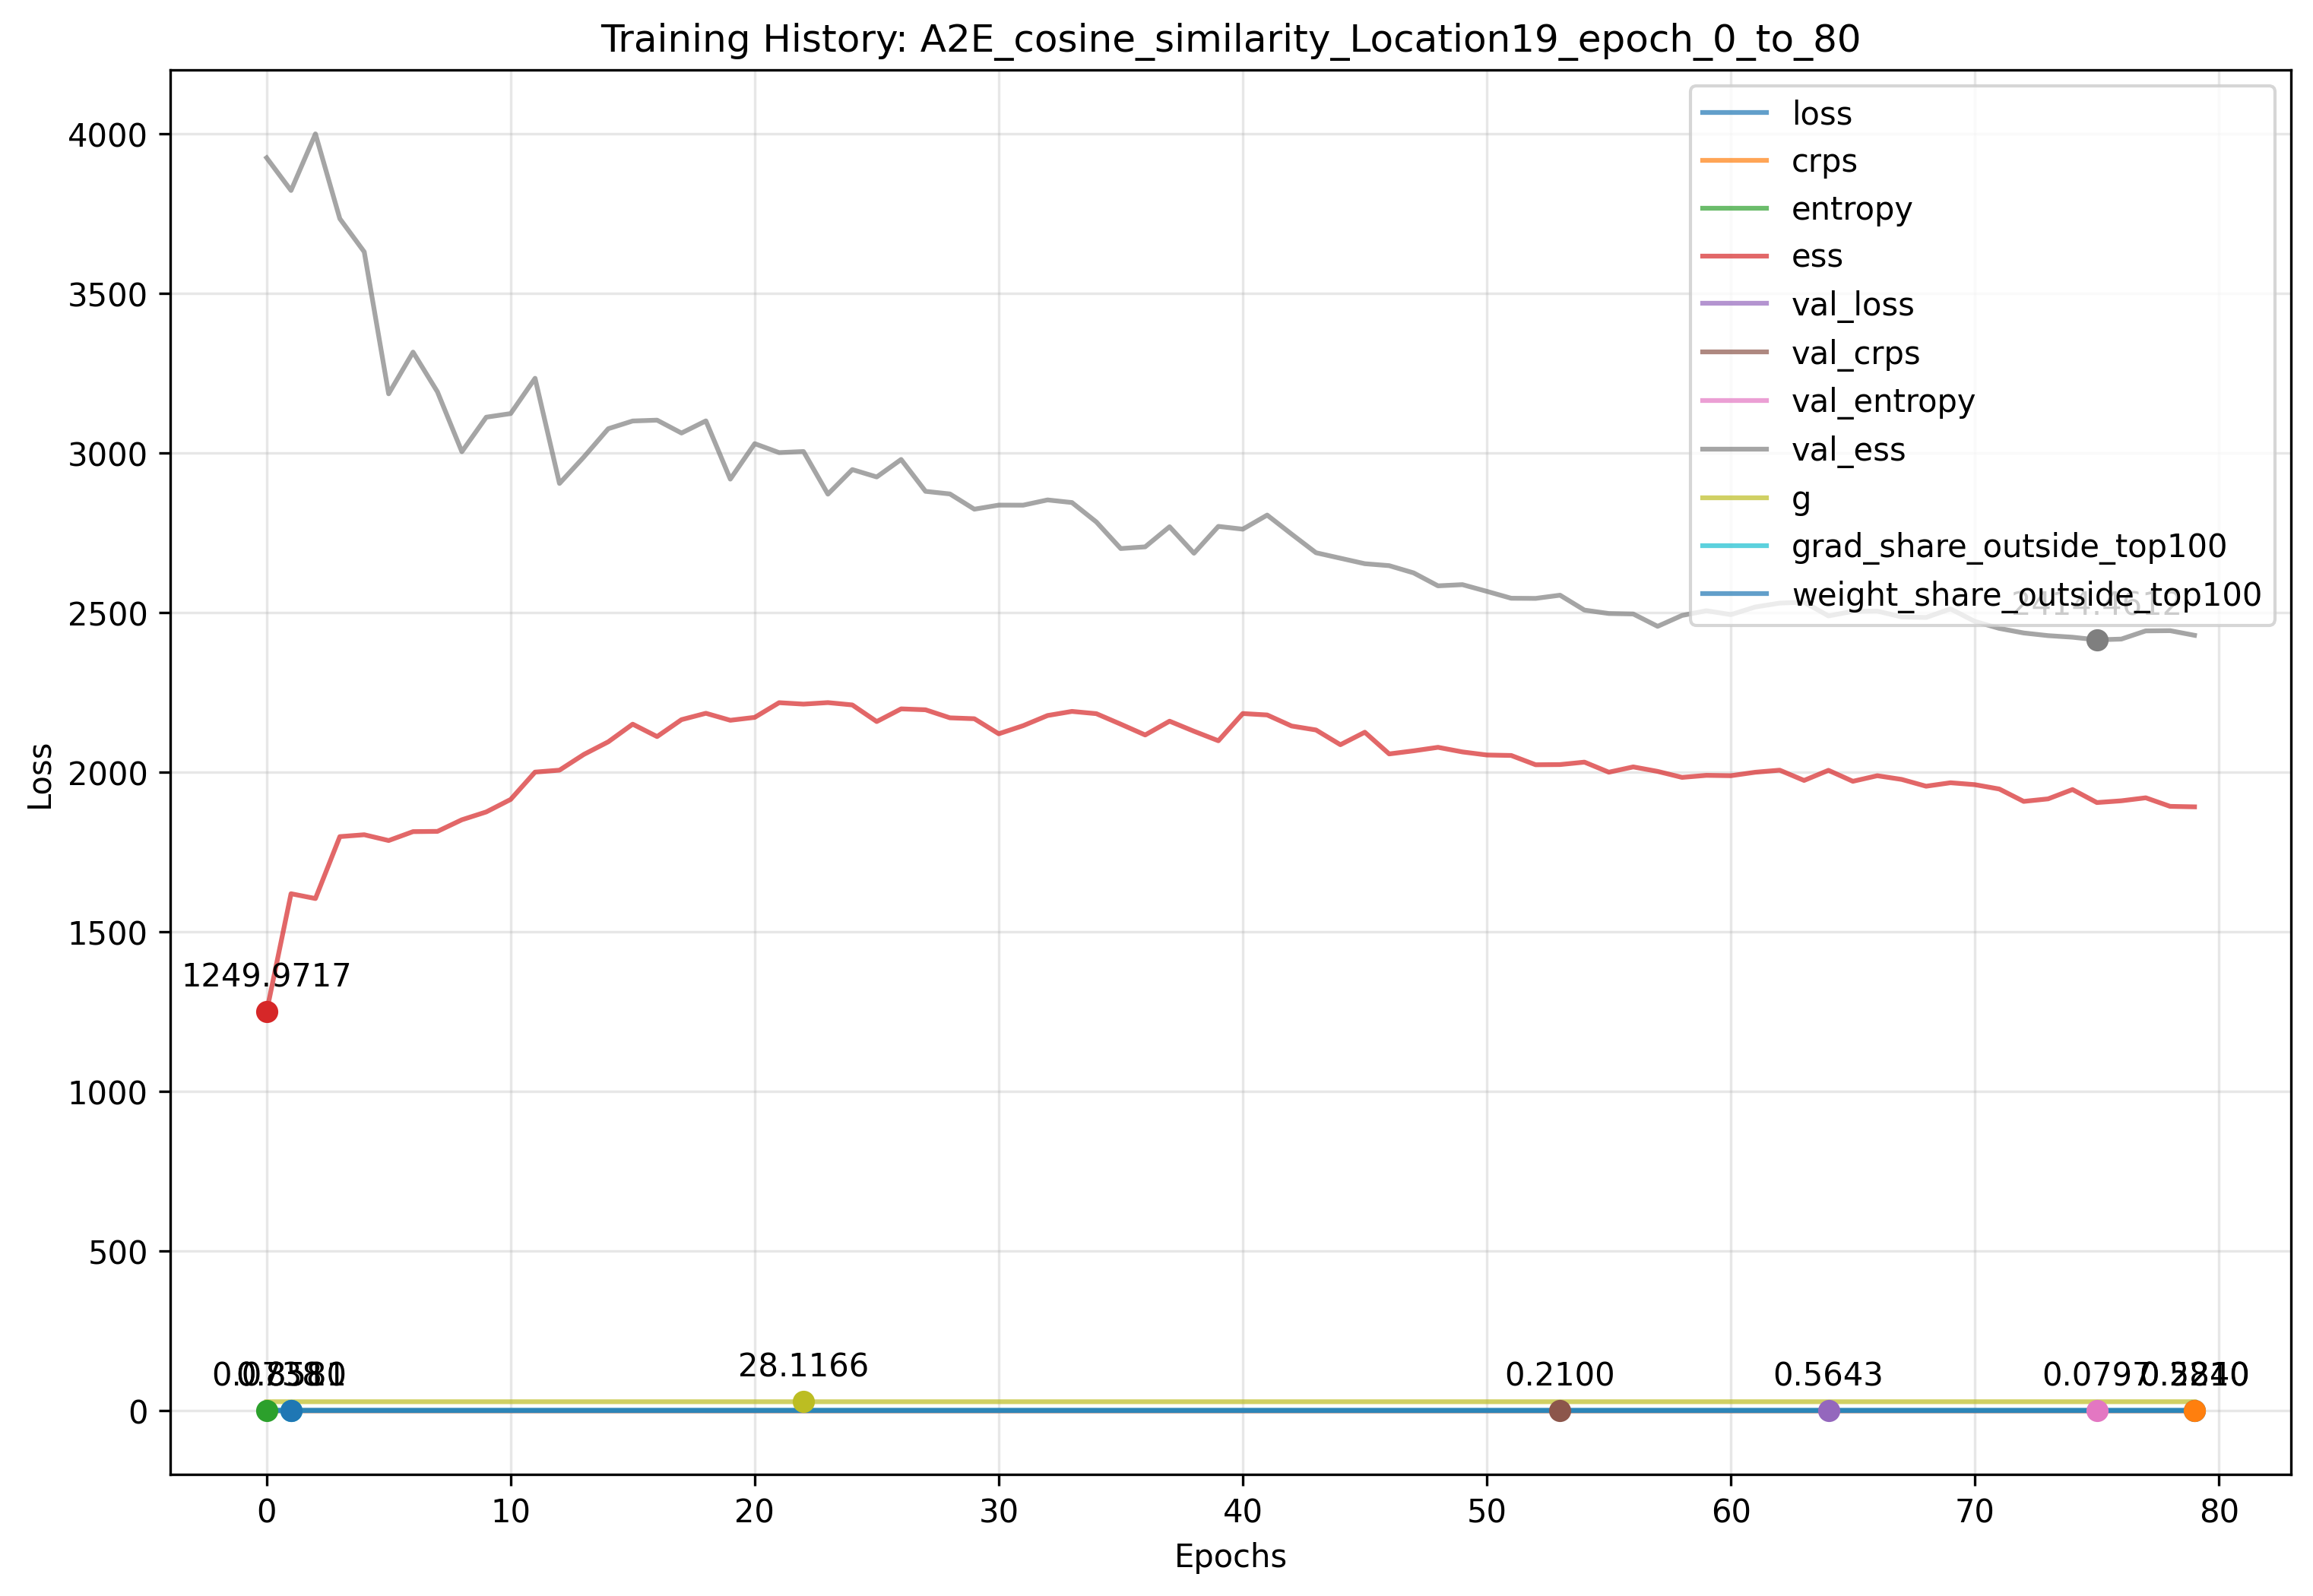 Training History: A2E_cosine_similarity_Location19_epoch_0_to_80
4000
3500
3000
2500
2000
1500
1000
500
0
Loss
loss
crps
entropy
ess
val_loss
val_crps
val_entropy
val_ess
g
grad_share_outside_top100
weight_share_outside_top100
2414.4612
1249.9717
28.1166
0.2100
0.5643
0 10 20 30 40 50 60 70 80
Epochs